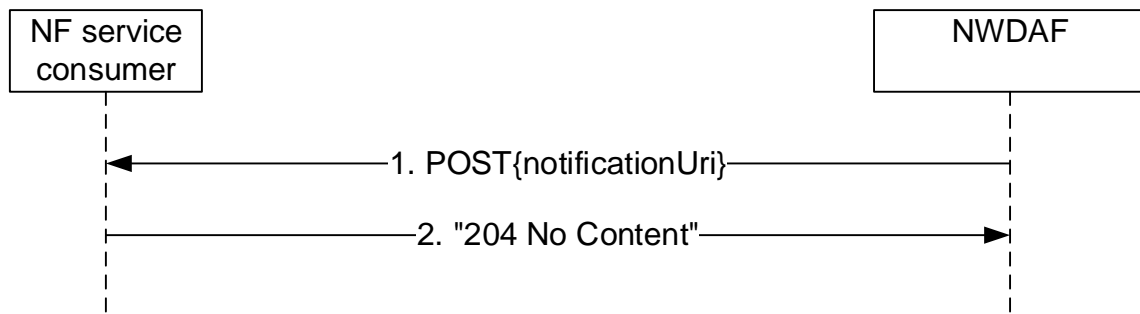 NF service
consumer
NWDAF
1. POST{notificationUri}
2. "204 No Content"